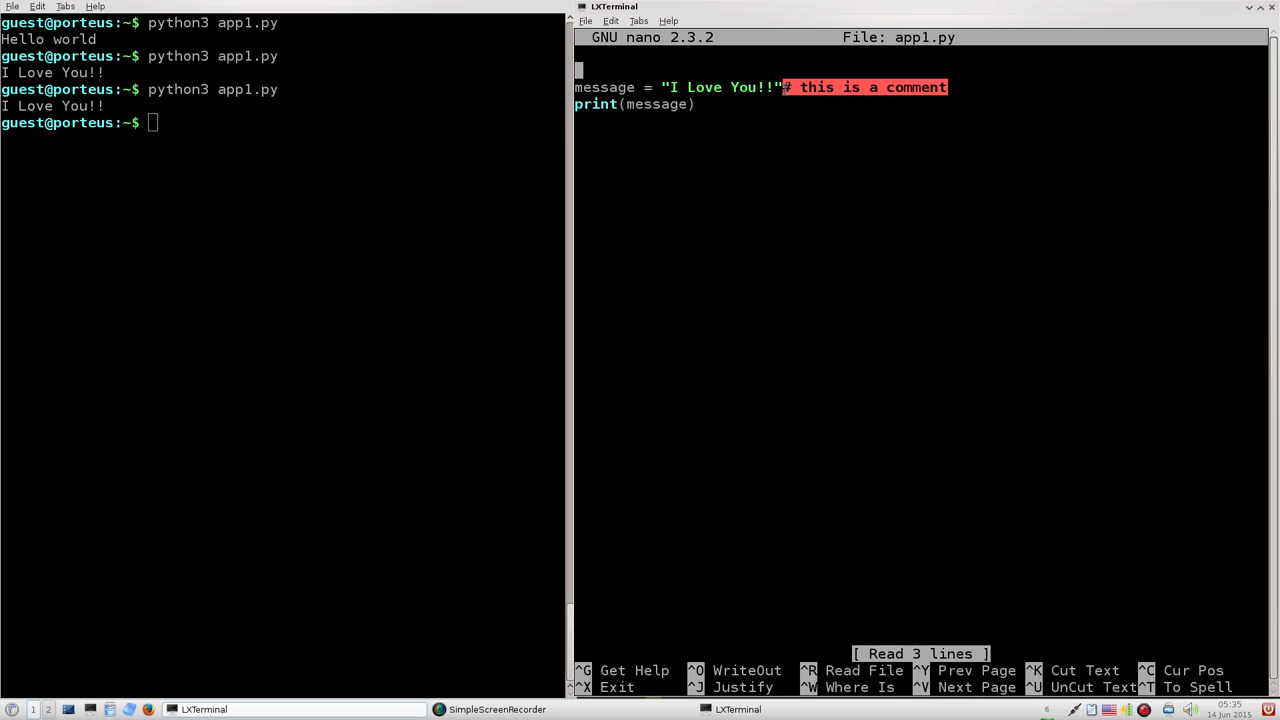 File Edit Tabs Help
guest@porteus:~$ python3 app1.py
Hello world
guest@porteus:~$ python3 app1.py
I Love You!!
guest@porteus:~$ python3 app1.py
I Love You!!
guest@porteus:~$
LXTerminal
File Edit Tabs Help
GNU nano 2.3.2 File: app1.py
message = "I Love You!!"# this is a comment
print(message)
[ Read 3 lines ]
^G Get Help ^O WriteOut ^R Read File ^Y Prev Page ^K Cut Text ^C Cur Pos
^X Exit ^J Justify ^W Where Is ^V Next Page ^U UnCut Text ^T To Spell
1 2 LXTerminal SimpleScreenRecorder LXTerminal 6 05:35
14 Jun 2015